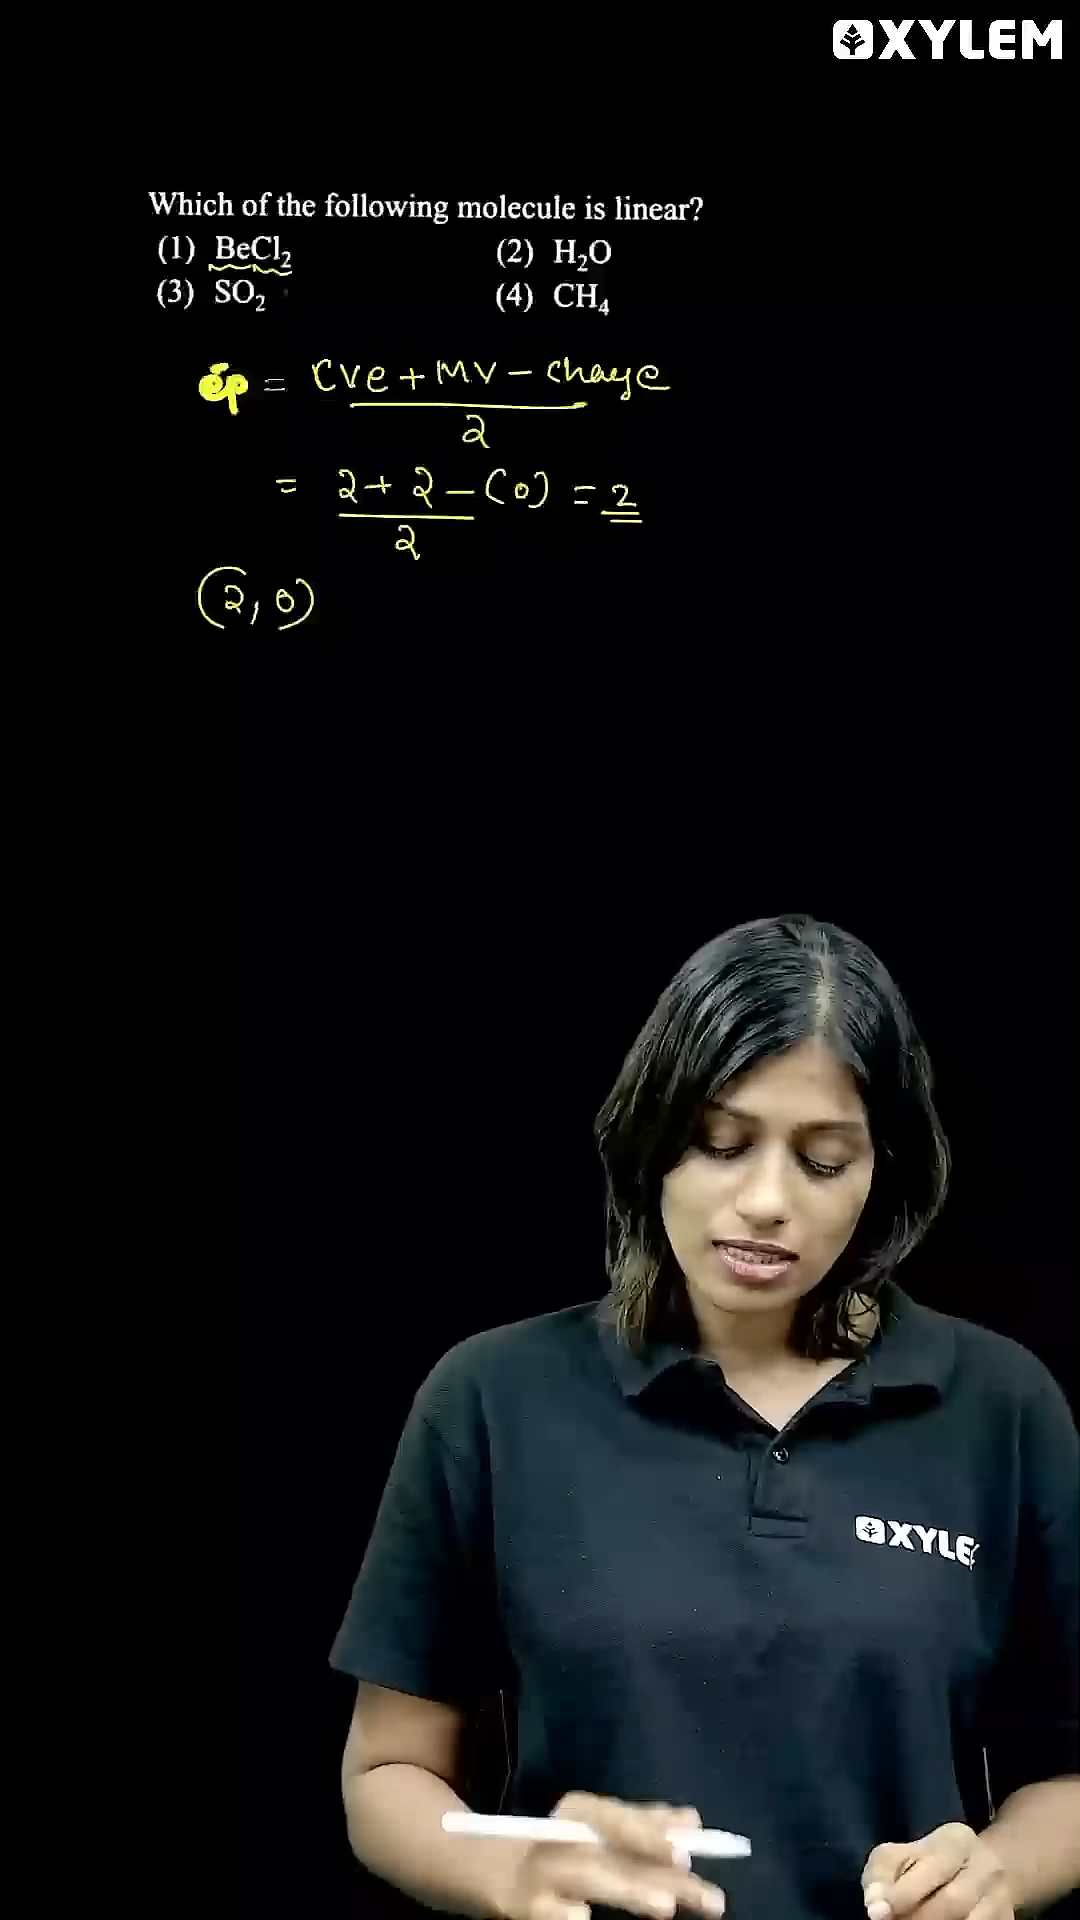 XYLEM
Which of the following molecule is linear?
(1) BeCl₂ (2) H₂O
(3) SO₂ (4) CH₄
ep = CVe + MV - Charge
2
= 2 + 2 - (0) = 2
2
(2, 0)
XYLE